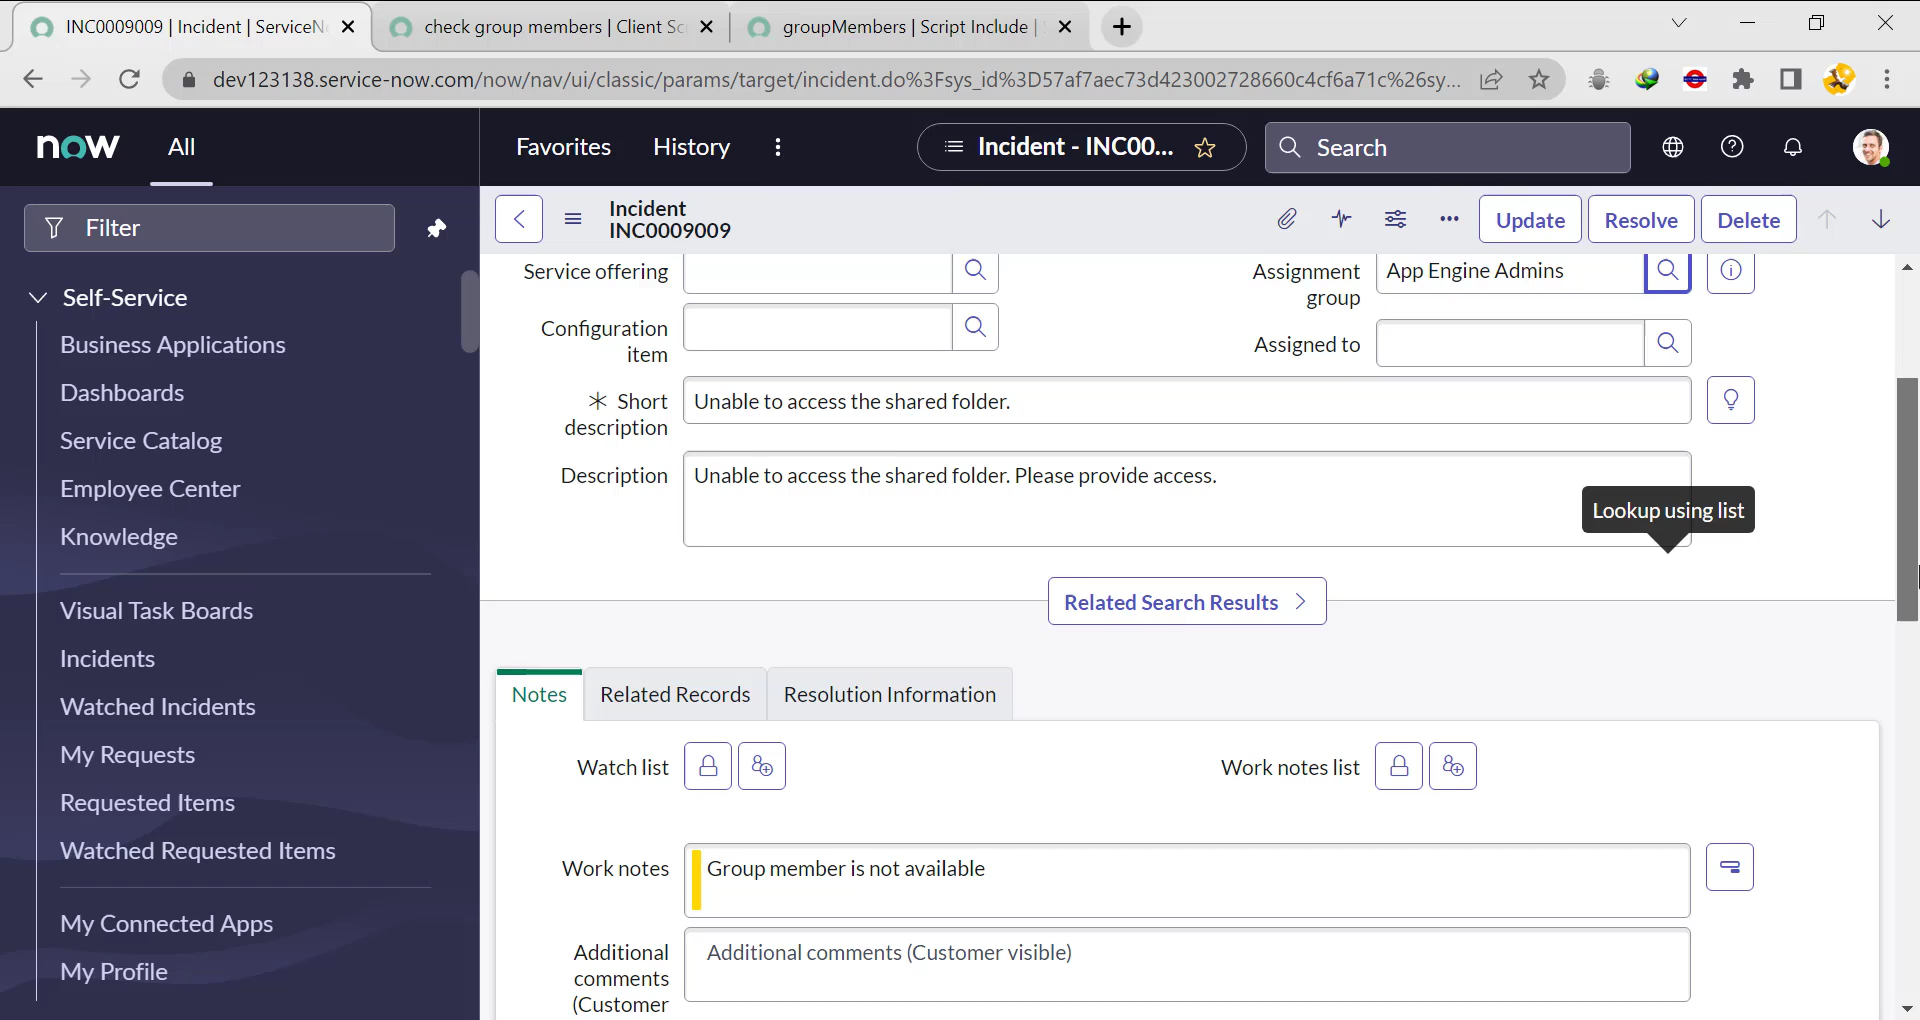 INC0009009 | Incident | ServiceN
check group members | Client Sc
groupMembers | Script Include |
dev123138.service-now.com/now/nav/ui/classic/params/target/incident.do%3Fsys_id%3D57af7aec73d423002728660c4cf6a71c%26sy...
now
All
Favorites
History
Incident - INC00...
Search
Filter
Incident
INC0009009
Update
Resolve
Delete
Self-Service
Business Applications
Dashboards
Service Catalog
Employee Center
Knowledge
Visual Task Boards
Incidents
Watched Incidents
My Requests
Requested Items
Watched Requested Items
My Connected Apps
My Profile
Service offering
Assignment
group
App Engine Admins
Configuration
item
Assigned to
Short
description
Unable to access the shared folder.
Description
Unable to access the shared folder. Please provide access.
Lookup using list
Related Search Results
Notes
Related Records
Resolution Information
Watch list
Work notes list
Work notes
Group member is not available
Additional
comments
(Customer
Additional comments (Customer visible)